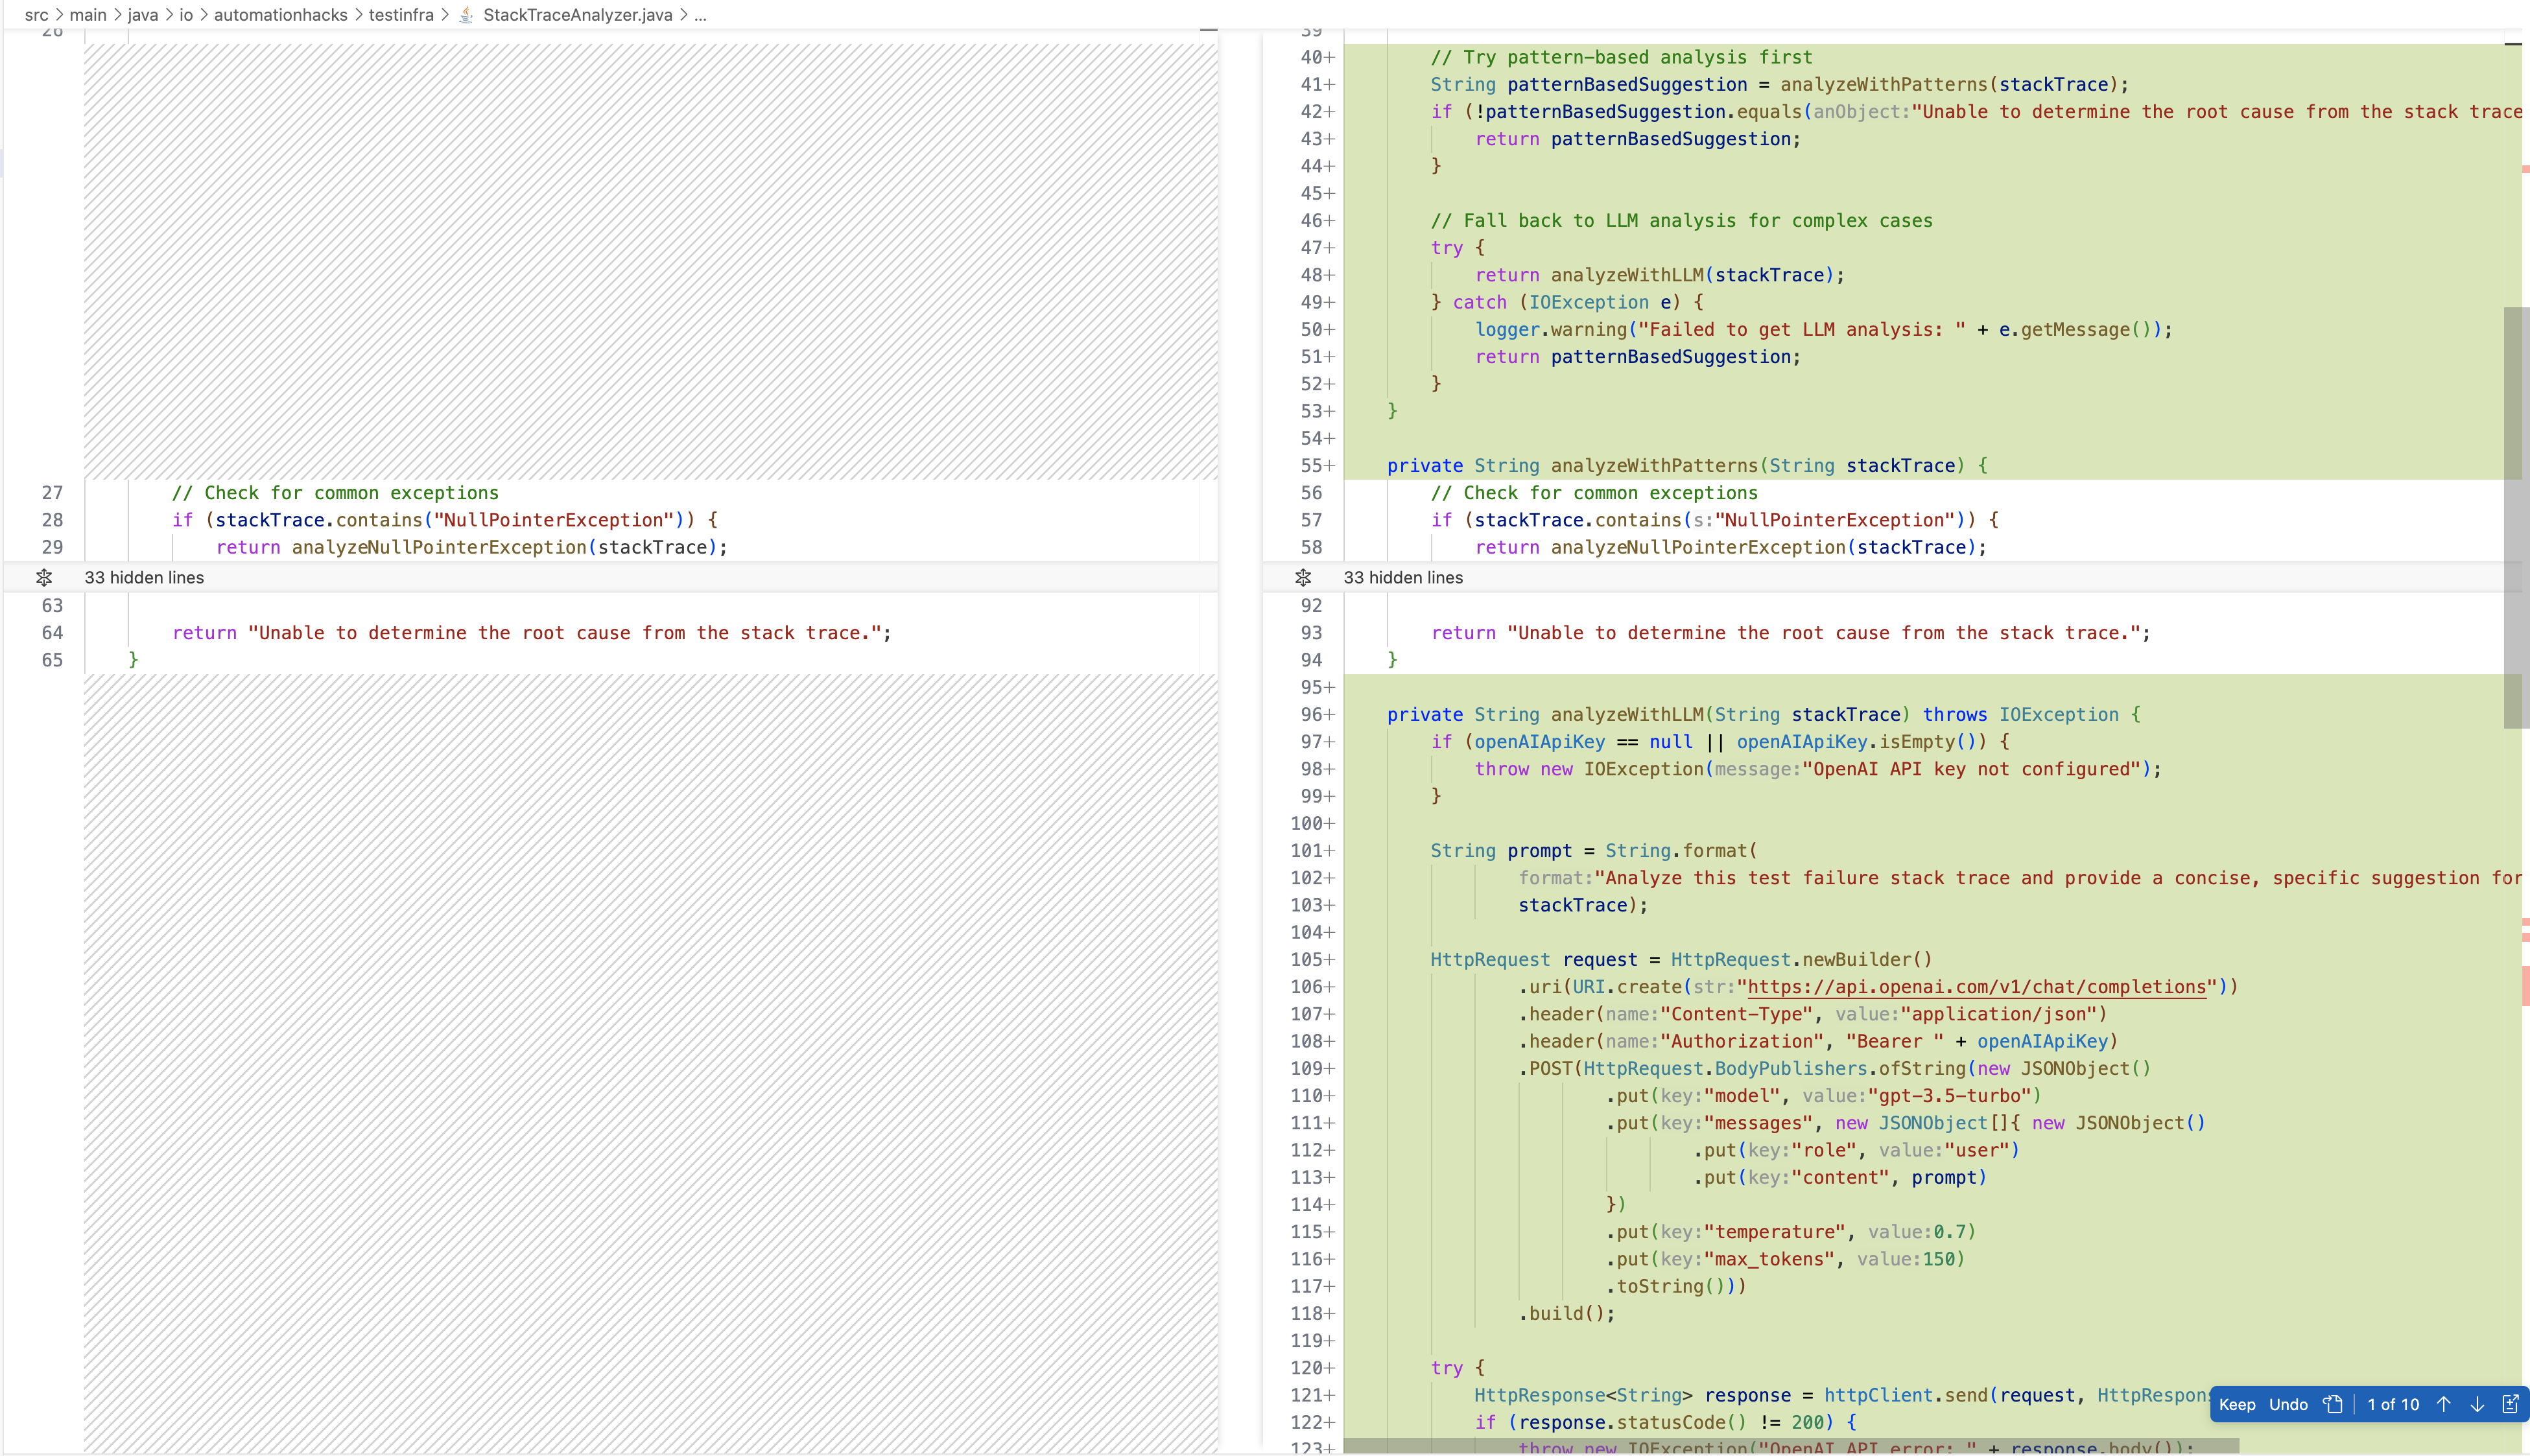 src > main > java > io > automationhacks > testinfra > StackTraceAnalyzer.java > ...
26
27 // Check for common exceptions
28 if (stackTrace.contains("NullPointerException")) {
29 return analyzeNullPointerException(stackTrace);
33 hidden lines
63
64 return "Unable to determine the root cause from the stack trace.";
65 }
39
40+ // Try pattern-based analysis first
41+ String patternBasedSuggestion = analyzeWithPatterns(stackTrace);
42+ if (!patternBasedSuggestion.equals(anObject:"Unable to determine the root cause from the stack trace
43+ return patternBasedSuggestion;
44+ }
45+
46+ // Fall back to LLM analysis for complex cases
47+ try {
48+ return analyzeWithLLM(stackTrace);
49+ } catch (IOException e) {
50+ logger.warning("Failed to get LLM analysis: " + e.getMessage());
51+ return patternBasedSuggestion;
52+ }
53+ }
54+
55+ private String analyzeWithPatterns(String stackTrace) {
56 // Check for common exceptions
57 if (stackTrace.contains(s:"NullPointerException")) {
58 return analyzeNullPointerException(stackTrace);
33 hidden lines
92
93 return "Unable to determine the root cause from the stack trace.";
94 }
95+
96+ private String analyzeWithLLM(String stackTrace) throws IOException {
97+ if (openAIApiKey == null || openAIApiKey.isEmpty()) {
98+ throw new IOException(message:"OpenAI API key not configured");
99+ }
100+
101+ String prompt = String.format(
102+ format:"Analyze this test failure stack trace and provide a concise, specific suggestion for
103+ stackTrace);
104+
105+ HttpRequest request = HttpRequest.newBuilder()
106+ .uri(URI.create(str:"https://api.openai.com/v1/chat/completions"))
107+ .header(name:"Content-Type", value:"application/json")
108+ .header(name:"Authorization", "Bearer " + openAIApiKey)
109+ .POST(HttpRequest.BodyPublishers.ofString(new JSONObject()
110+ .put(key:"model", value:"gpt-3.5-turbo")
111+ .put(key:"messages", new JSONObject[]{ new JSONObject()
112+ .put(key:"role", value:"user")
113+ .put(key:"content", prompt)
114+ })
115+ .put(key:"temperature", value:0.7)
116+ .put(key:"max_tokens", value:150)
117+ .toString()))
118+ .build();
119+
120+ try {
121+ HttpResponse<String> response = httpClient.send(request, HttpRespon
122+ if (response.statusCode() != 200) {
123+ throw new IOException("OpenAI API error: " + response.body());
Keep Undo 1 of 10